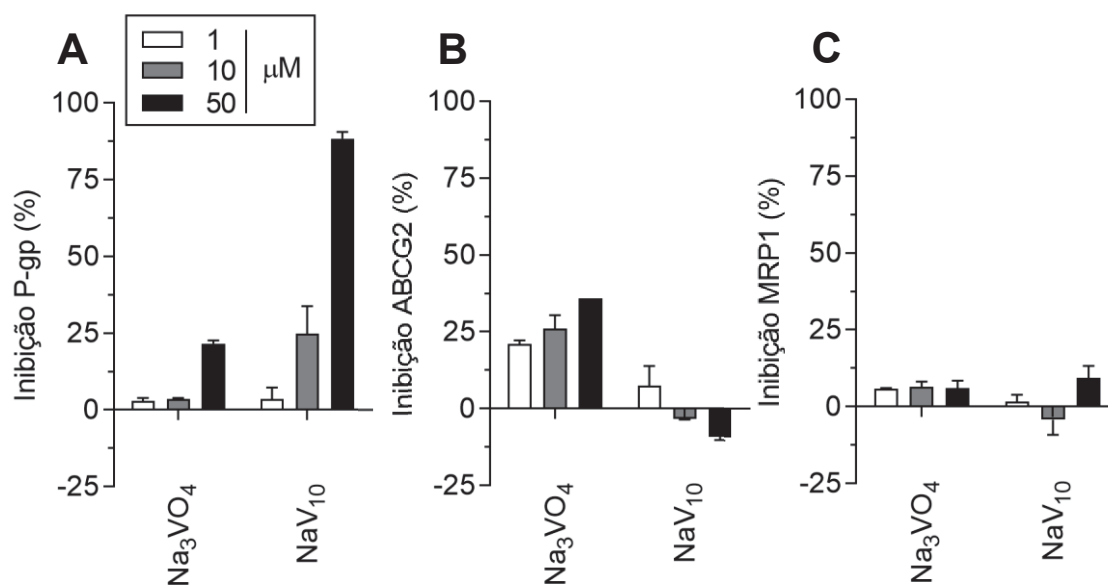 A
1
10
50
μM
Inibição P-gp (%)
100
75
50
25
0
-25
Na₃VO₄
NaV₁₀
B
Inibição ABCG2 (%)
100
75
50
25
0
-25
Na₃VO₄
NaV₁₀
C
Inibição MRP1 (%)
100
75
50
25
0
-25
Na₃VO₄
NaV₁₀